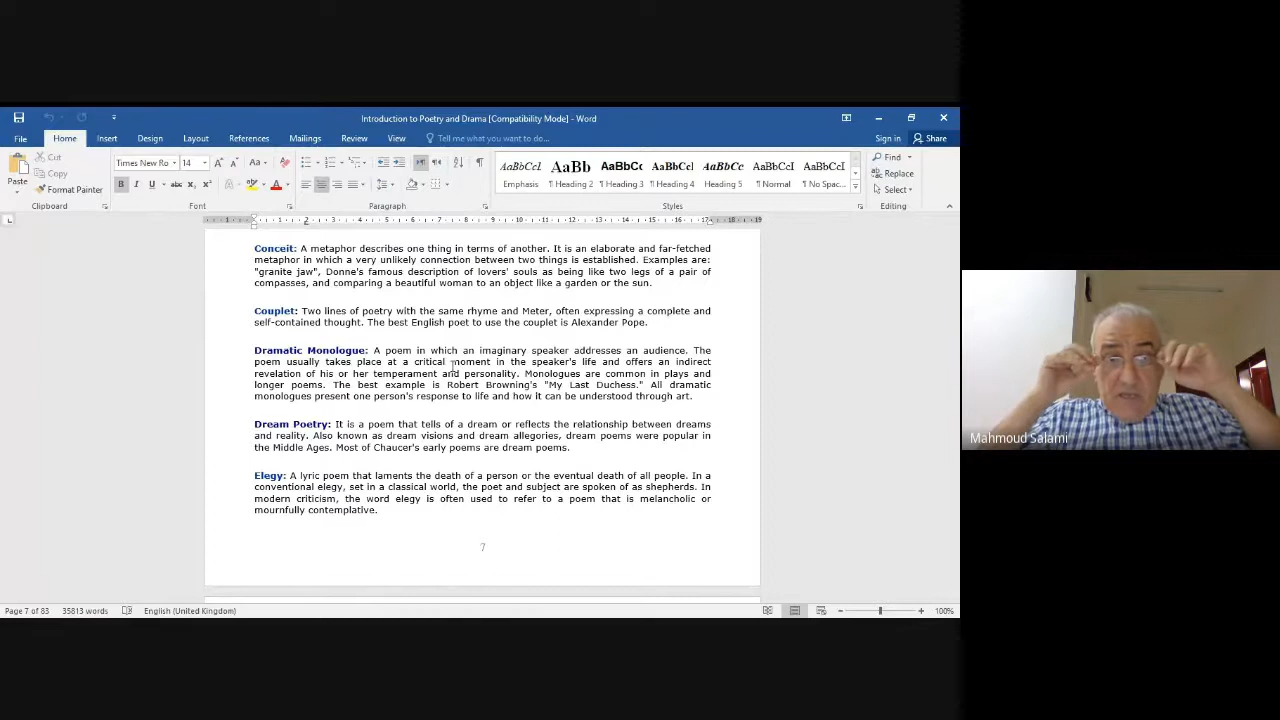 Introduction to Poetry and Drama [Compatibility Mode] - Word
File Home Insert Design Layout References Mailings Review View Tell me what you want to do... Sign in Share
Cut
Copy
Format Painter
Paste
Clipboard
Times New Ro 14
Font
Paragraph
AaBbCcI AaBb AaBbCc AaBbCcI AaBbCc AaBbCcI AaBbCcI
Emphasis ¶ Heading 2 ¶ Heading 3 ¶ Heading 4 Heading 5 ¶ Normal ¶ No Spac...
Styles
Find
Replace
Select
Editing
Conceit: A metaphor describes one thing in terms of another. It is an elaborate and far-fetched
metaphor in which a very unlikely connection between two things is established. Examples are:
"granite jaw", Donne's famous description of lovers' souls as being like two legs of a pair of
compasses, and comparing a beautiful woman to an object like a garden or the sun.
Couplet: Two lines of poetry with the same rhyme and Meter, often expressing a complete and
self-contained thought. The best English poet to use the couplet is Alexander Pope.
Dramatic Monologue: A poem in which an imaginary speaker addresses an audience. The
poem usually takes place at a critical moment in the speaker's life and offers an indirect
revelation of his or her temperament and personality. Monologues are common in plays and
longer poems. The best example is Robert Browning's "My Last Duchess." All dramatic
monologues present one person's response to life and how it can be understood through art.
Dream Poetry: It is a poem that tells of a dream or reflects the relationship between dreams
and reality. Also known as dream visions and dream allegories, dream poems were popular in
the Middle Ages. Most of Chaucer's early poems are dream poems.
Elegy: A lyric poem that laments the death of a person or the eventual death of all people. In a
conventional elegy, set in a classical world, the poet and subject are spoken of as shepherds. In
modern criticism, the word elegy is often used to refer to a poem that is melancholic or
mournfully contemplative.
7
Page 7 of 83 35813 words English (United Kingdom) 100%
Mahmoud Salami